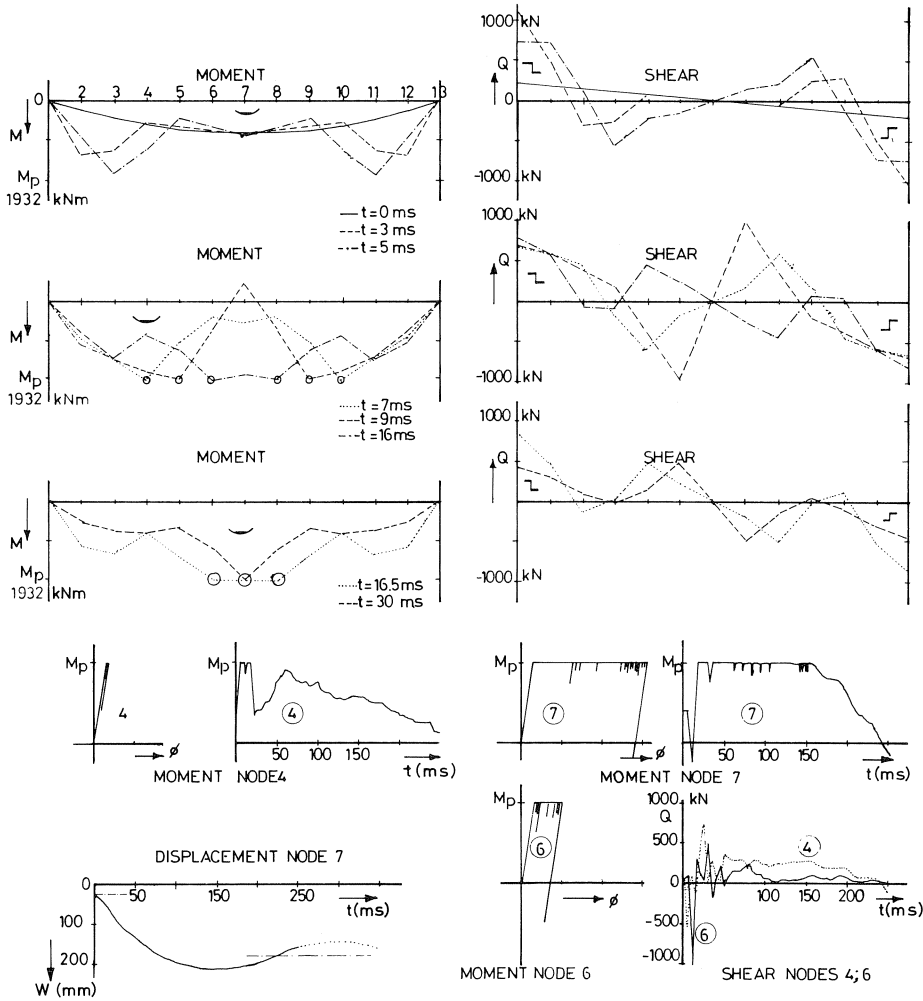 1000 kN
Q
MOMENT
SHEAR
0
2 3 4 5 6 7 8 9 10 11 12 13
0
M
Mp
1932 kNm
-1000 kN
t = 0 ms
t = 3 ms
t = 5 ms
1000 kN
MOMENT
SHEAR
Q
0
M
Mp
1932 kNm
-1000 kN
t = 7ms
t = 9ms
t = 16ms
1000 kN
MOMENT
SHEAR
Q
0
M
Mp
1932 kNm
-1000 kN
t = 16.5ms
t = 30 ms
Mp
4
ø
Mp
4
50 100 150
t (ms)
MOMENT NODE4
Mp
7
ø
Mp
7
50 100 150 200
t (ms)
MOMENT NODE 7
Mp
6
ø
MOMENT NODE 6
1000 kN
Q
500
4
0
50 100 150 200
t(ms)
-500
6
-1000
SHEAR NODES 4;6
DISPLACEMENT NODE 7
0
50 150 250
t(ms)
100
200
W (mm)